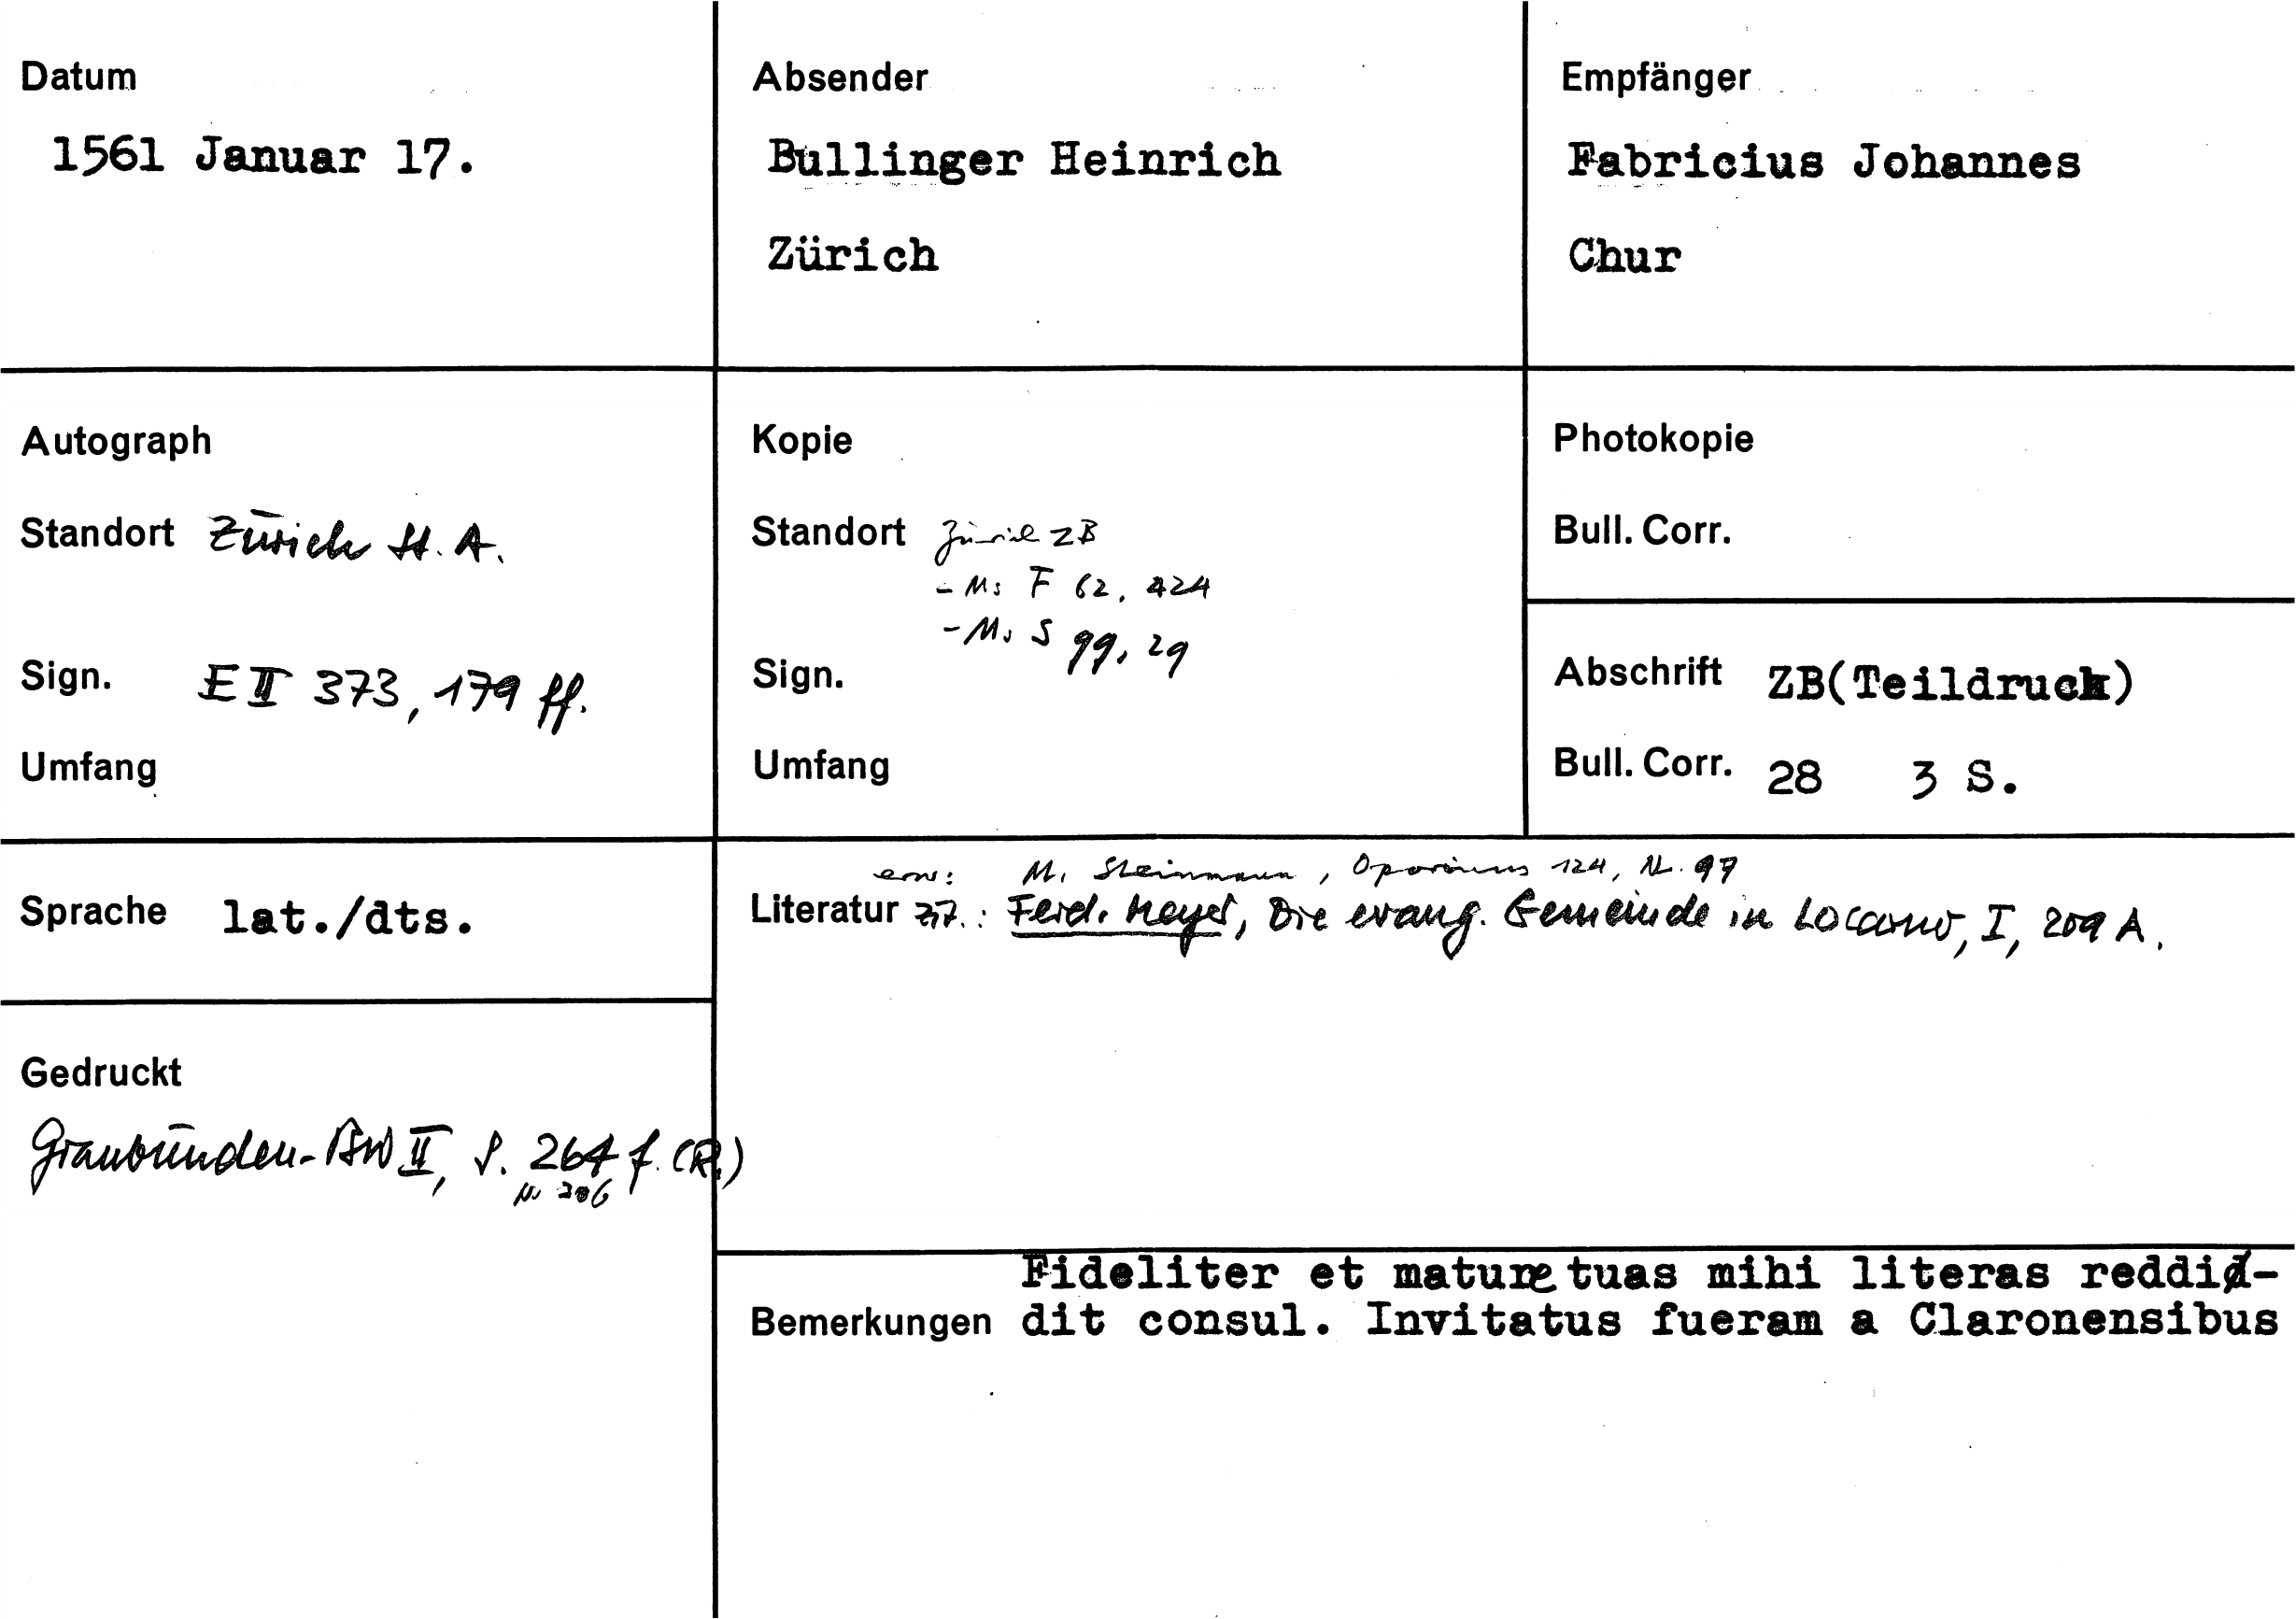 Datum
1561 Januar 17.
Absender
Bullinger Heinrich
Zürich
Empfänger
Fabricius Johannes
Chur
Autograph
Standort Zürich St. A.
Sign. E II 373, 179 ff.
Umfang
Kopie
Standort Zürich ZB
- Ms F 62, 424
- Ms S 99, 29
Sign.
Umfang
Photokopie
Bull. Corr.
Abschrift ZB(Teildruck)
Bull. Corr. 28 3 S.
Sprache lat./dts.
erw: M. Steinmann, Oporinus 124, N. 97
Literatur zit.: Ferd. Meyer, Die evang. Gemeinde in Locarno, I, 209 A.
Gedruckt
Graubünden-BW II, S. 264 f. (R.)
Nr 306
Fideliter et mature tuas mihi literas reddi-
Bemerkungen dit consul. Invitatus fueram a Claronensibus